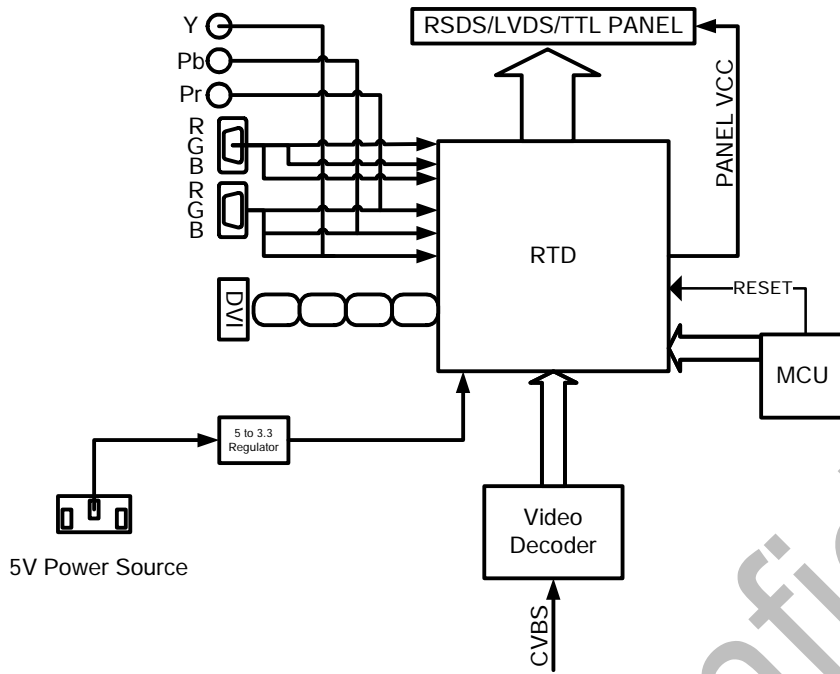 Y
RSDS/LVDS/TTL PANEL
Pb
Pr
R
G
B
R
G
B
PANEL VCC
RTD
DVI
RESET
MCU
5 to 3.3
Regulator
Video
Decoder
5V Power Source
CVBS